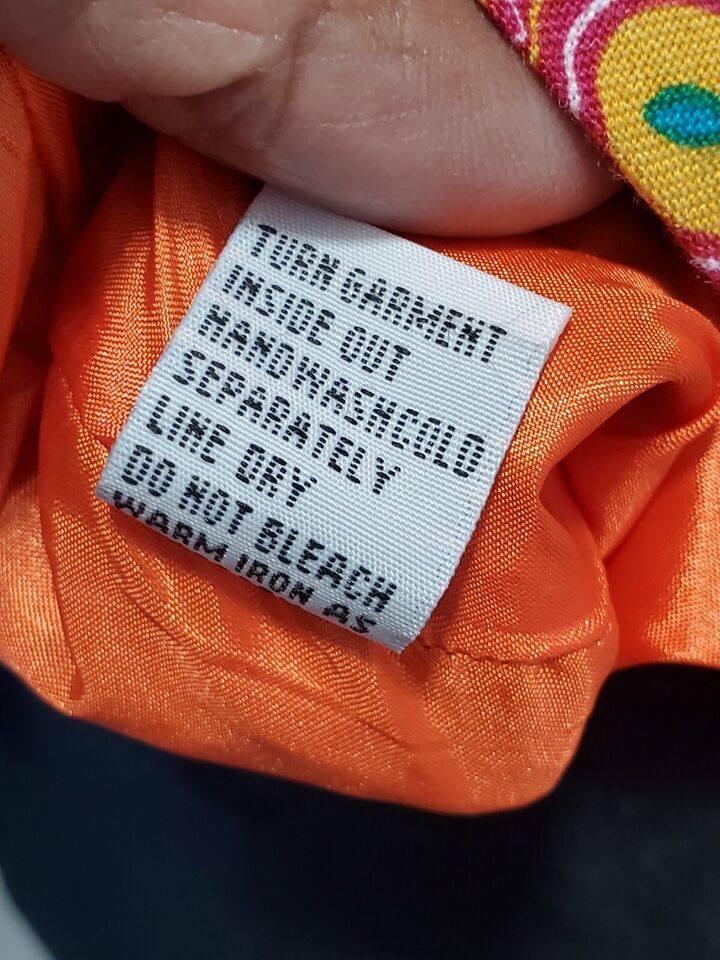 TURN GARMENT
INSIDE OUT
HANDWASHCOLD
SEPARATELY
LINE DRY
DO NOT BLEACH
WARM IRON AS